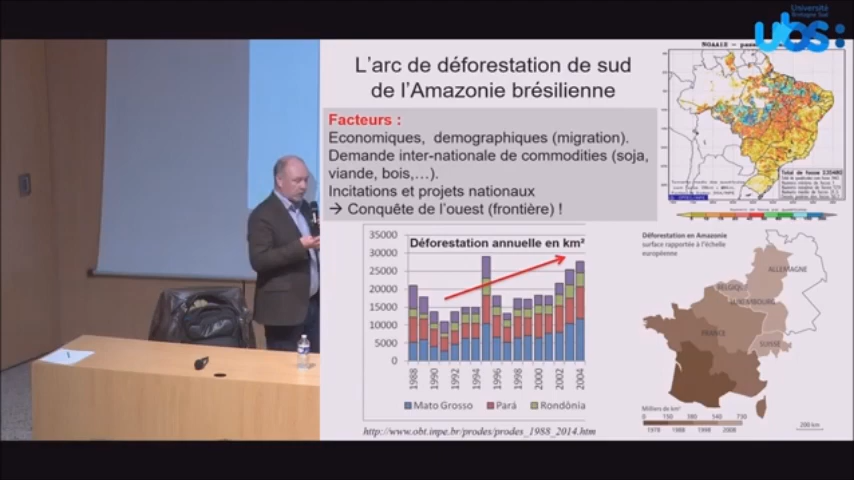 Université
Bretagne Sud
ubs:
L'arc de déforestation de sud
de l'Amazonie brésilienne
Facteurs :
Economiques, demographiques (migration).
Demande inter-nationale de commodities (soja,
viande, bois,…).
Incitations et projets nationaux
→ Conquête de l'ouest (frontière) !
Déforestation annuelle en km²
35000
30000
25000
20000
15000
10000
5000
0
1988
1990
1992
1994
1996
1998
2000
2002
2004
Mato Grosso
Pará
Rondônia
http://www.obt.inpe.br/prodes/prodes_1988_2014.htm
Déforestation en Amazonie
surface rapportée à l'échelle
européenne
ALLEMAGNE
BELGIQUE
LUXEMBOURG
FRANCE
SUISSE
Milliers de km²
0 150 380 540 730
1978 1988 1998 2008
200 km